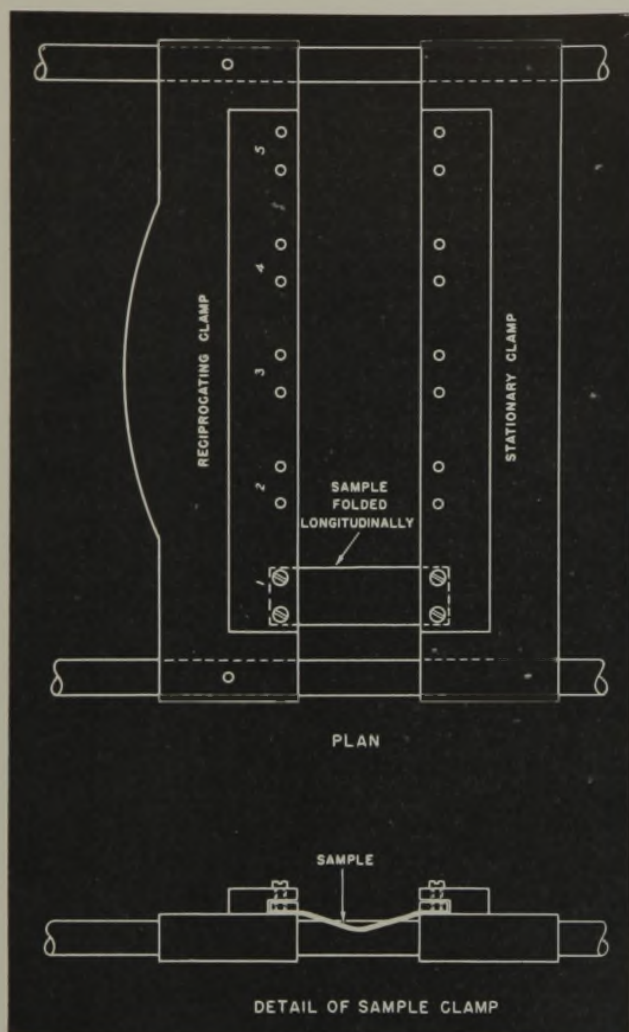 5
4
3
2
1
RECIPROCATING CLAMP
STATIONARY CLAMP
SAMPLE
FOLDED
LONGITUDINALLY
PLAN
SAMPLE
DETAIL OF SAMPLE CLAMP